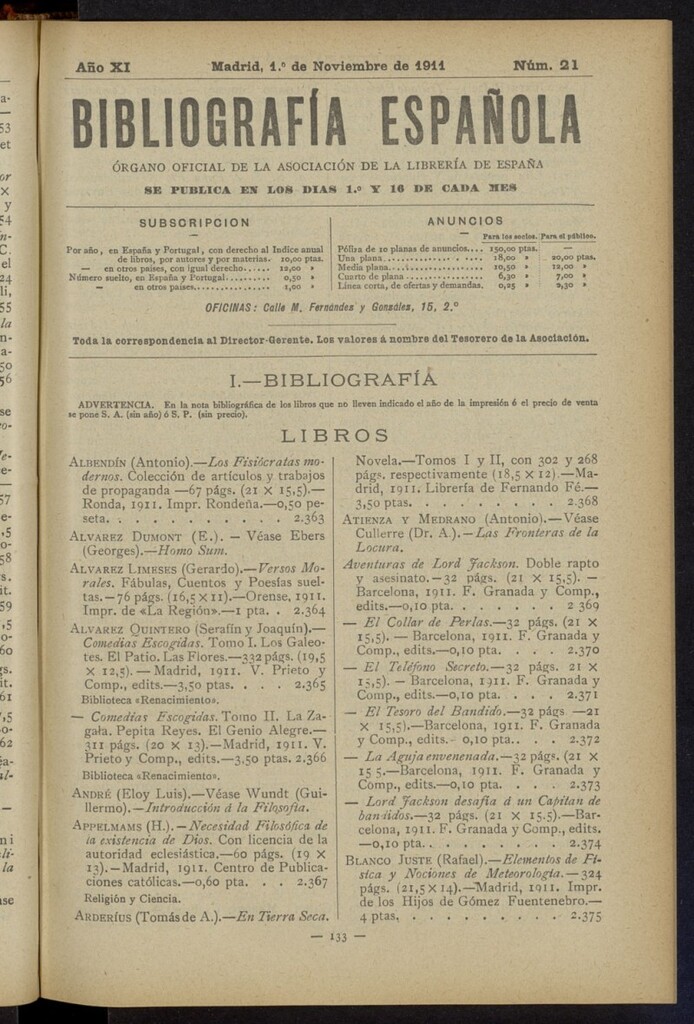 Año XI
Madrid, 1.º de Noviembre de 1911
Núm. 21
BIBLIOGRAFÍA ESPAÑOLA
ÓRGANO OFICIAL DE LA ASOCIACIÓN DE LA LIBRERÍA DE ESPAÑA
SE PUBLICA EN LOS DIAS 1.º Y 16 DE CADA MES
SUBSCRIPCION
Por año, en España y Portugal, con derecho al Indice anual
de libros, por autores y por materias. 10,00 ptas.
— en otros países, con igual derecho...... 12,00 »
Número suelto, en España y Portugal......... 0,50 »
— en otros países............... 1,00 »
ANUNCIOS
Para los socios. Para el público.
Póliza de 10 planas de anuncios.... 150,00 ptas. —
Una plana..................... 18,00 » 20,00 ptas.
Media plana................... 10,50 » 12,00 »
Cuarto de plana ............... 6,30 » 7,00 »
Línea corta, de ofertas y demandas. 0,25 » 0,30 »
OFICINAS: Calle M. Fernández y González, 15, 2.º
Toda la correspondencia al Director-Gerente. Los valores á nombre del Tesorero de la Asociación.
I.—BIBLIOGRAFÍA
ADVERTENCIA. En la nota bibliográfica de los libros que no lleven indicado el año de la impresión ó el precio de venta
se pone S. A. (sin año) ó S. P. (sin precio).
LIBROS
ALBENDÍN (Antonio).—Los Fisiócratas mo-
dernos. Colección de artículos y trabajos
de propaganda —67 págs. (21 X 15,5).—
Ronda, 1911. Impr. Rondeña.—0,50 pe-
seta. . . . . . . . . . . 2.363
ALVAREZ DUMONT (E.). – Véase Ebers
(Georges).—Homo Sum.
ALVAREZ LIMESES (Gerardo).—Versos Mo-
rales. Fábulas, Cuentos y Poesías suel-
tas.—76 págs. (16,5 X 11).—Orense, 1911.
Impr. de «La Región».—1 pta. . 2.364
ALVAREZ QUINTERO (Serafín y Joaquín).—
Comedias Escogidas. Tomo I. Los Galeo-
tes. El Patio. Las Flores.—332 págs. (19,5
X 12,5).— Madrid, 1911. V. Prieto y
Comp., edits.—3,50 ptas. . . . 2.365
Biblioteca «Renacimiento».
— Comedias Escogidas. Tomo II. La Za-
gala. Pepita Reyes. El Genio Alegre.—
311 págs. (20 X 13).—Madrid, 1911. V.
Prieto y Comp., edits.—3,50 ptas. 2.366
Biblioteca «Renacimiento».
ANDRÉ (Eloy Luis).—Véase Wundt (Gui-
llermo).—Introducción á la Filosofía.
APPELMAMS (H.).—Necesidad Filosófica de
la existencia de Dios. Con licencia de la
autoridad eclesiástica.—60 págs. (19 X
13).—Madrid, 1911. Centro de Publica-
ciones católicas.—0,60 pta. . . 2.367
Religión y Ciencia.
ARDERÍUS (Tomás de A.).—En Tierra Seca.
Novela.—Tomos I y II, con 302 y 268
págs. respectivamente (18,5 X 12).—Ma-
drid, 1911. Librería de Fernando Fé.—
3,50 ptas. . . . . . . . . . 2.368
ATIENZA Y MEDRANO (Antonio).—Véase
Cullerre (Dr. A.).—Las Fronteras de la
Locura.
Aventuras de Lord Jackson. Doble rapto
y asesinato.—32 págs. (21 X 15,5). —
Barcelona, 1911. F. Granada y Comp.,
edits.—0,10 pta. . . . . . . 2 369
— El Collar de Perlas.—32 págs. (21 X
15,5). — Barcelona, 1911. F. Granada y
Comp., edits.—0,10 pta. . . . 2.370
— El Teléfono Secreto.—32 págs. 21 X
15,5). – Barcelona, 1911. F. Granada y
Comp., edits.—0,10 pta. . . . 2.371
— El Tesoro del Bandido.—32 págs —21
X 15,5).—Barcelona, 1911. F. Granada
y Comp., edits.- 0,10 pta.. . . 2.372
— La Aguja envenenada.—32 págs. (21 X
15 5.—Barcelona, 1911. F. Granada y
Comp., edits.—0,10 pta. . . . 2.373
— Lord Jackson desafía á un Capitan de
bandidos.—32 págs. (21 X 15.5).—Bar-
celona, 1911. F. Granada y Comp., edits.
—0,10 pta.. . . . . . . . . 2.374
BLANCO JUSTE (Rafael).—Elementos de Fí-
sica y Nociones de Meteorología.—324
págs. (21,5 X 14).—Madrid, 1911. Impr.
de los Hijos de Gómez Fuentenebro.—
4 ptas. . . . . . . . . . . 2.375
— 133 —